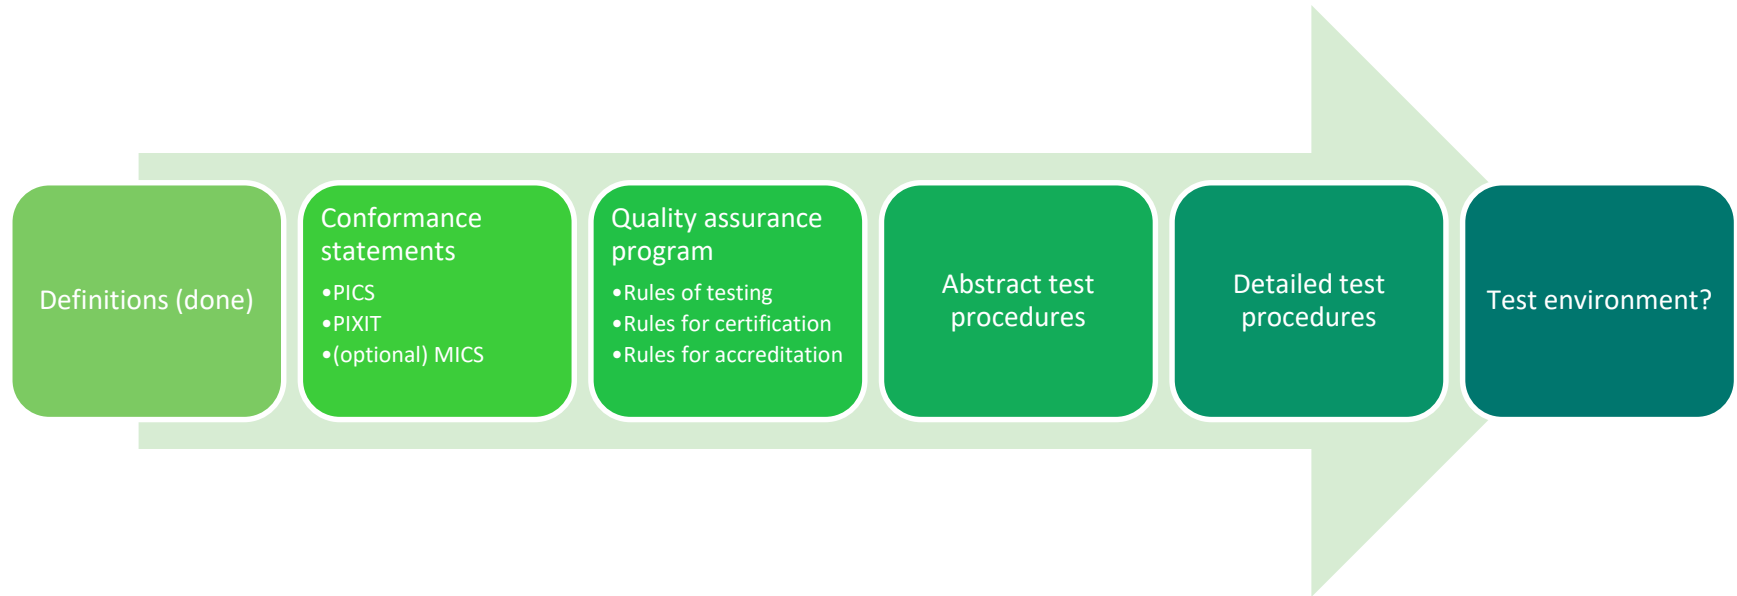 Definitions (done)
Conformance
statements
•PICS
•PIXIT
•(optional) MICS
Quality assurance
program
•Rules of testing
•Rules for certification
•Rules for accreditation
Abstract test
procedures
Detailed test
procedures
Test environment?